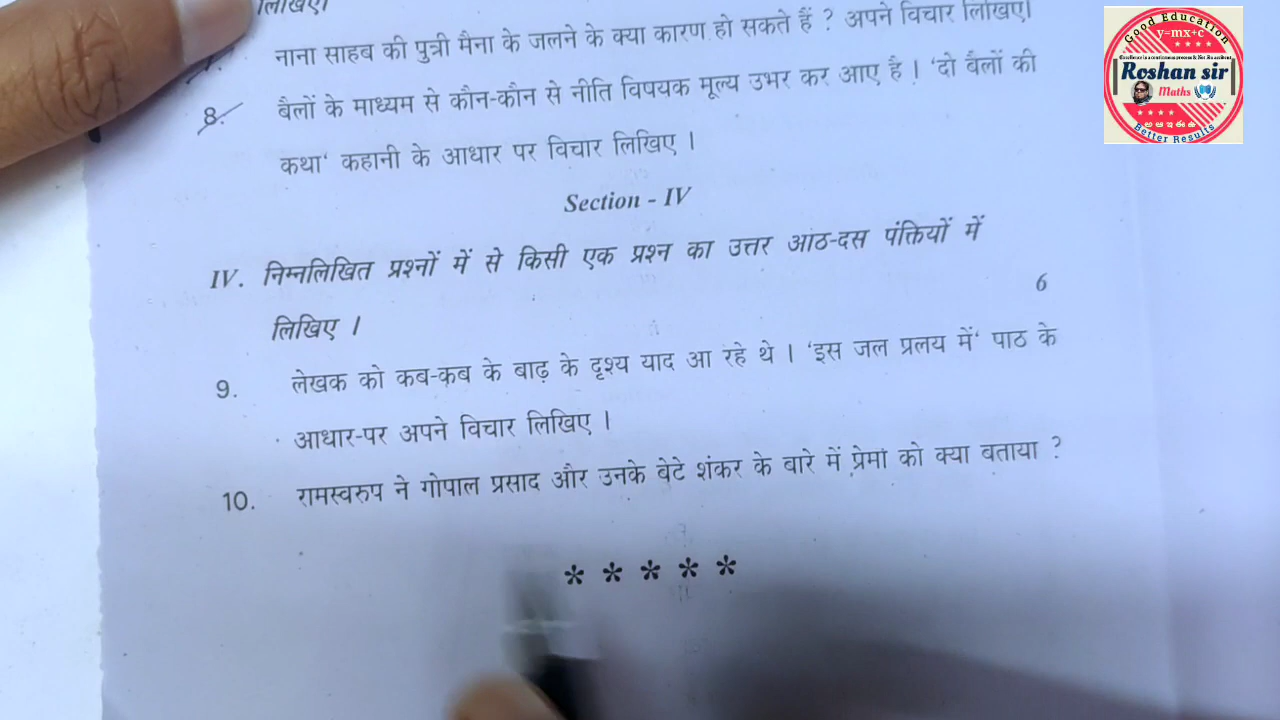 लिखिए।
नाना साहब की पुत्री मैना के जलने के क्या कारण हो सकते हैं ? अपने विचार लिखिए।
8. बैलों के माध्यम से कौन-कौन से नीति विषयक मूल्य उभर कर आए है । 'दो बैलों की
कथा' कहानी के आधार पर विचार लिखिए ।
Section - IV
IV. निम्नलिखित प्रश्नों में से किसी एक प्रश्न का उत्तर आठ-दस पंक्तियों में
लिखिए । 6
9. लेखक को कब-कब के बाढ़ के दृश्य याद आ रहे थे । 'इस जल प्रलय में' पाठ के
आधार-पर अपने विचार लिखिए ।
10. रामस्वरुप ने गोपाल प्रसाद और उनके बेटे शंकर के बारे में प्रेमा को क्या बताया ?
* * * * *
Good Education
y=mx+c
Roshan sir
Maths
Better Results